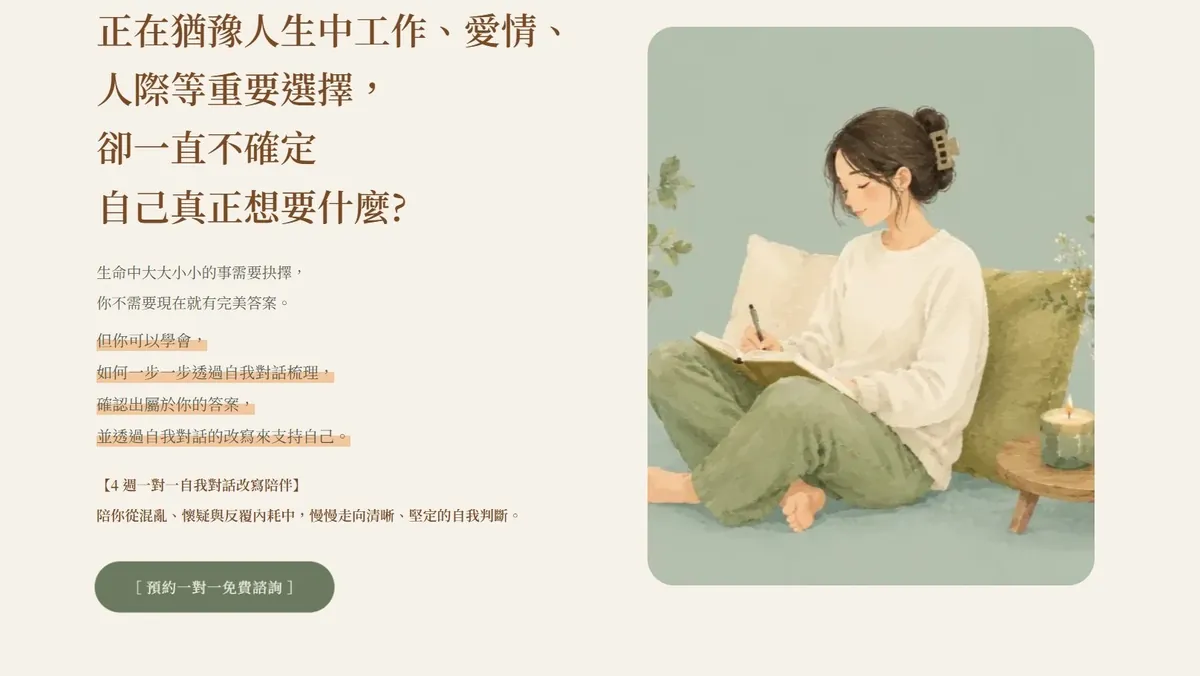 正在猶豫人生中工作、愛情、
人際等重要選擇，
卻一直不確定
自己真正想要什麼?
生命中大大小小的事需要抉擇，
你不需要現在就有完美答案。
但你可以學會，
如何一步一步透過自我對話梳理，
確認出屬於你的答案，
並透過自我對話的改寫來支持自己。
【4 週一對一自我對話改寫陪伴】
陪你從混亂、懷疑與反覆內耗中，慢慢走向清晰、堅定的自我判斷。
［ 預約一對一免費諮詢 ］